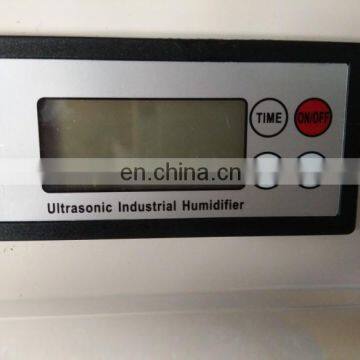 TIME ON/OFF
en.china.cn
Ultrasonic Industrial Humidifier